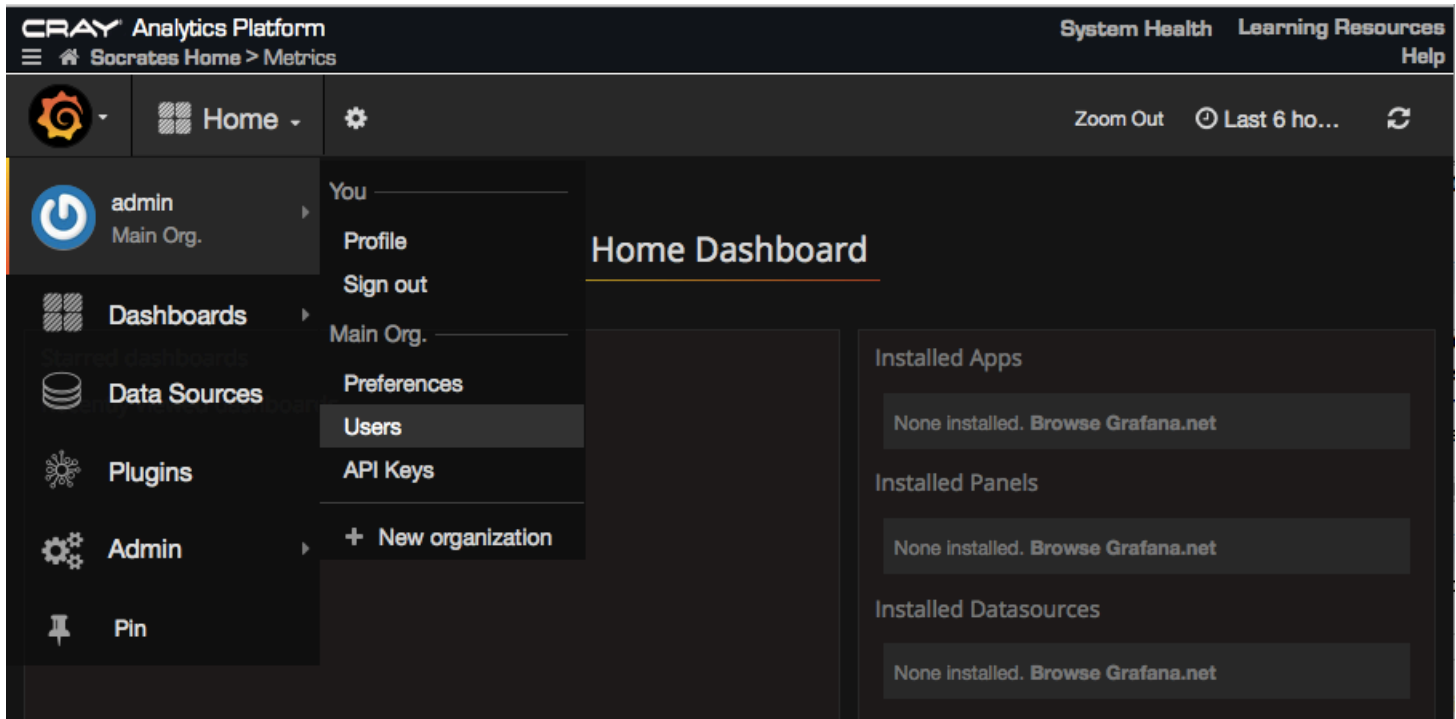 CRAY Analytics Platform
System Health Learning Resources
Socrates Home > Metrics
Help
Home
Zoom Out
Last 6 ho...
admin
Main Org.
Dashboards
Data Sources
Plugins
Admin
Pin
You
Profile
Sign out
Main Org.
Preferences
Users
API Keys
+ New organization
Home Dashboard
Starred dashboards
dashboards
Installed Apps
None installed. Browse Grafana.net
Installed Panels
None installed. Browse Grafana.net
Installed Datasources
None installed. Browse Grafana.net